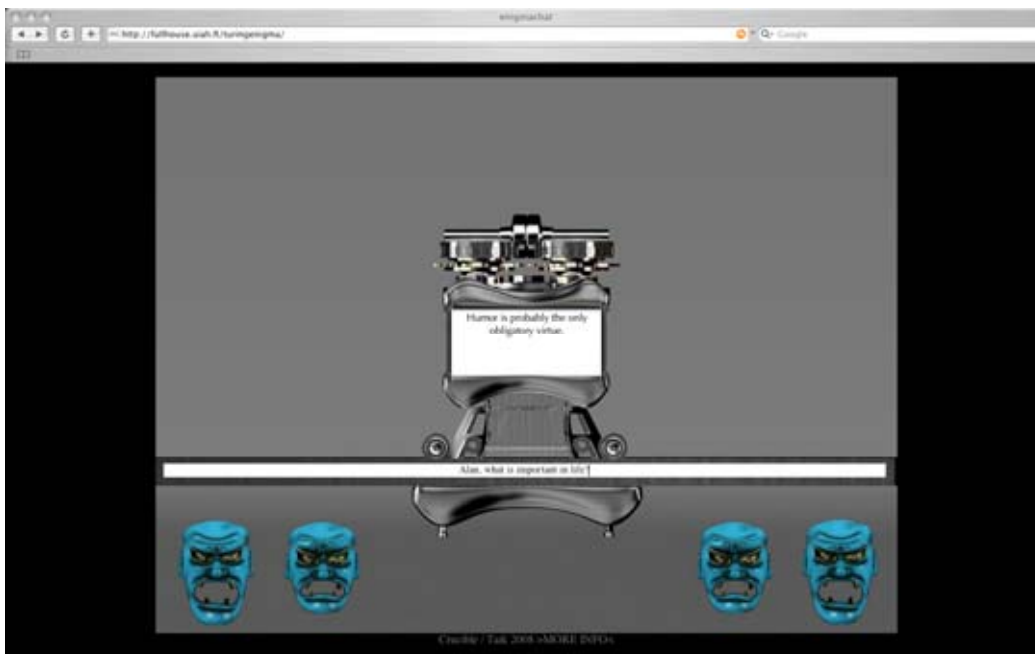 enigmachat
http://fullhouse.uiah.fi/turingenigma/
Google
Humor is probably the only
obligatory virtue.
Alan, what is important in life?
Crucible / Taik 2008 >MORE INFO<